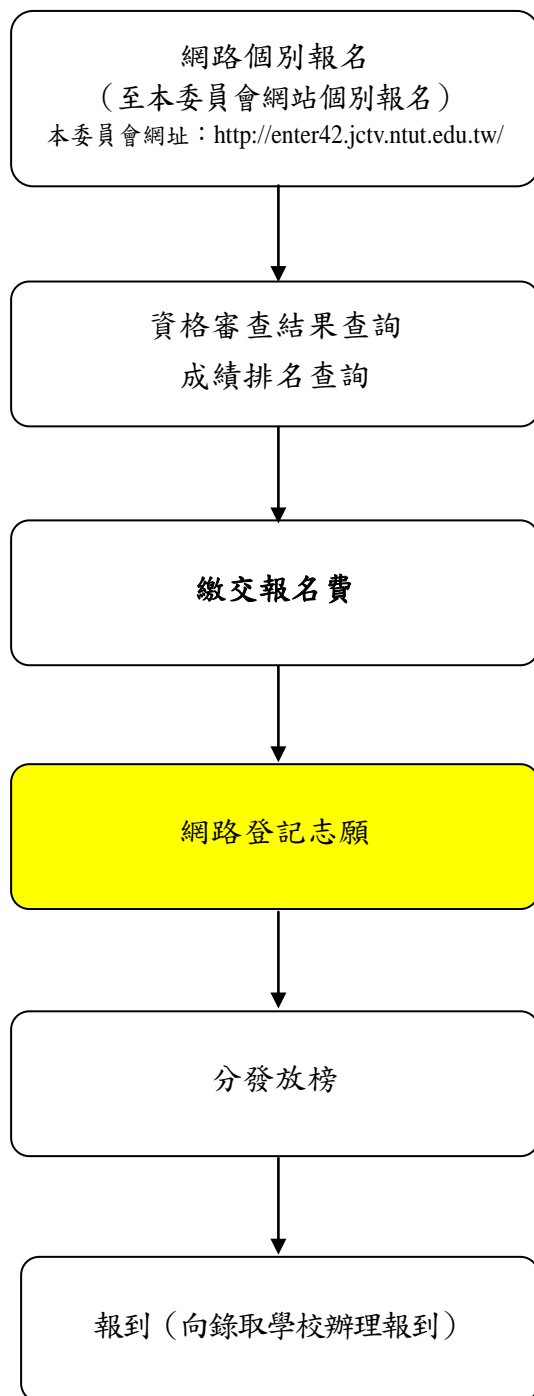 網路個別報名
（至本委員會網站個別報名）
本委員會網址：http://enter42.jctv.ntut.edu.tw/
資格審查結果查詢
成績排名查詢
繳交報名費
網路登記志願
分發放榜
報到（向錄取學校辦理報到）